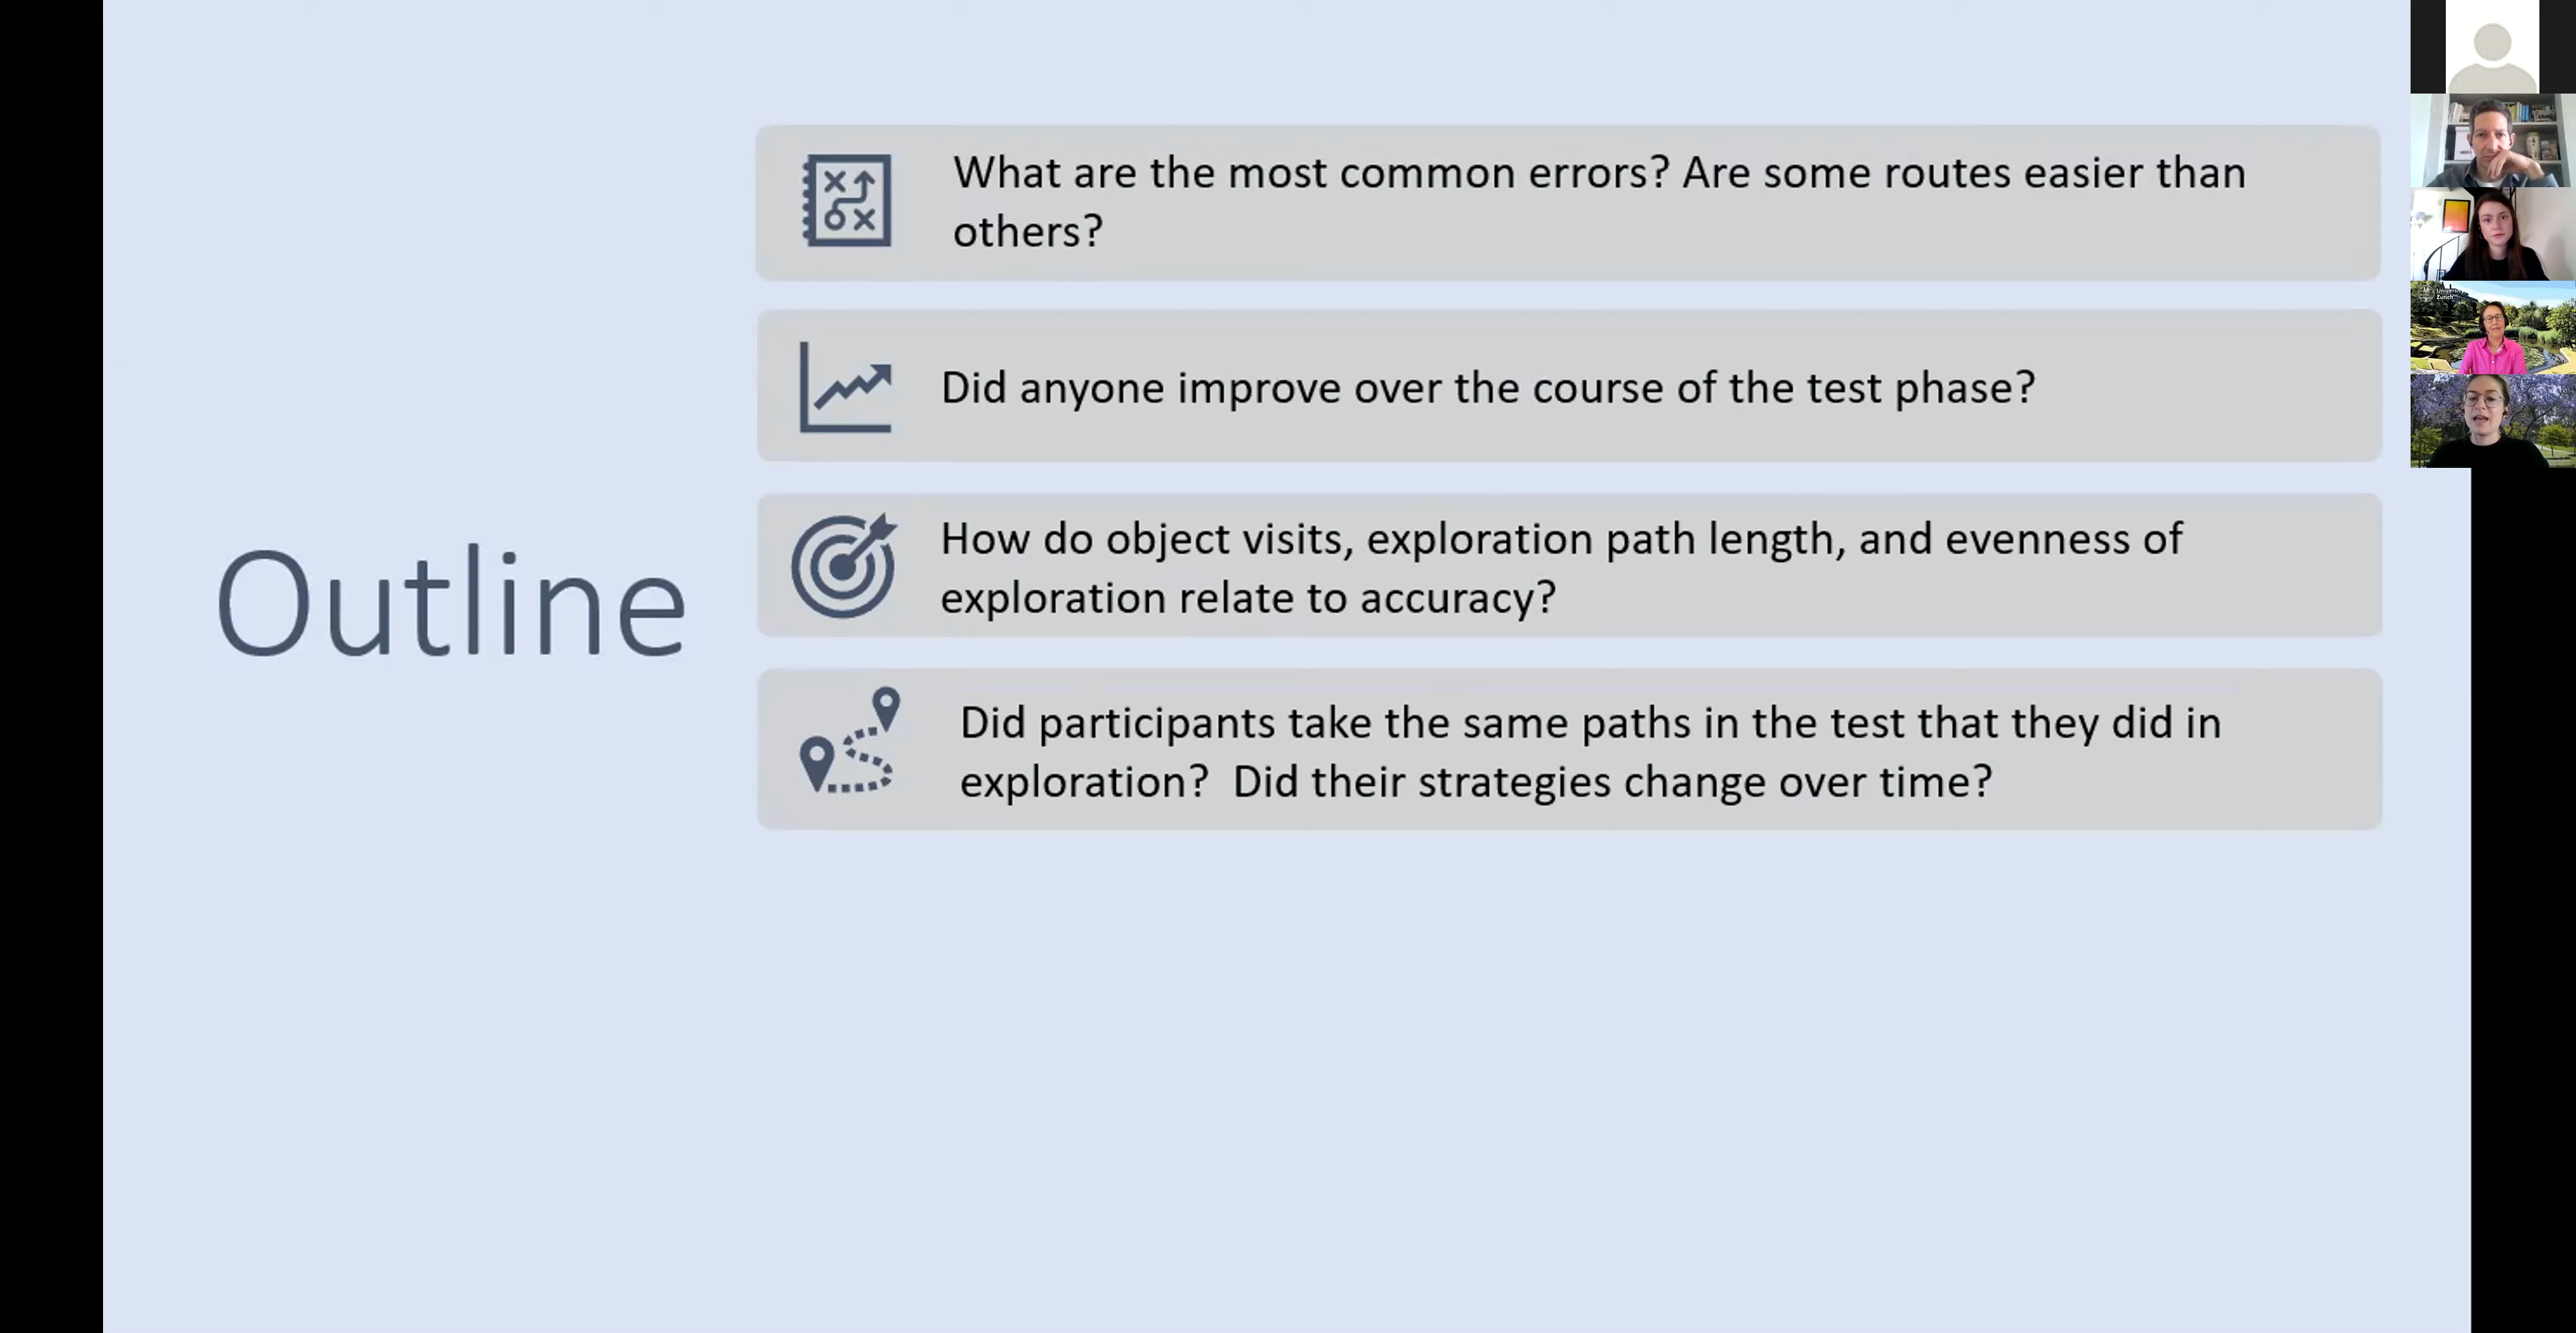 What are the most common errors? Are some routes easier than
others?
Did anyone improve over the course of the test phase?
Outline
How do object visits, exploration path length, and evenness of
exploration relate to accuracy?
Did participants take the same paths in the test that they did in
exploration?  Did their strategies change over time?